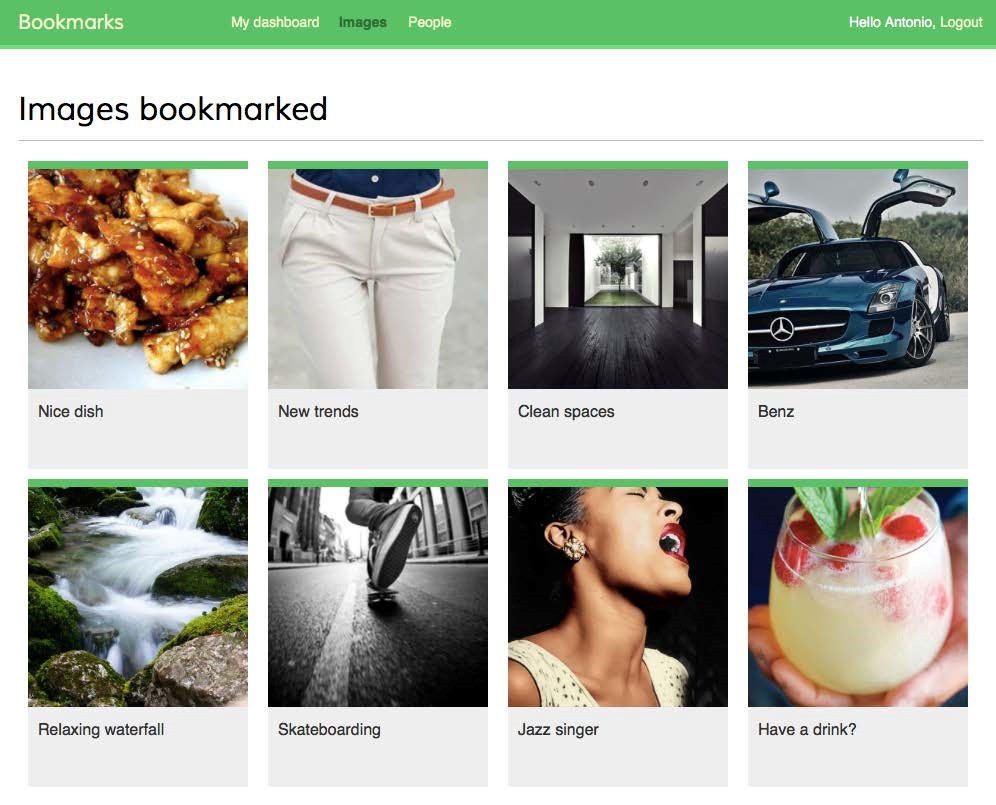 Bookmarks My dashboard Images People Hello Antonio, Logout
Images bookmarked
Nice dish New trends Clean spaces Benz
Relaxing waterfall Skateboarding Jazz singer Have a drink?